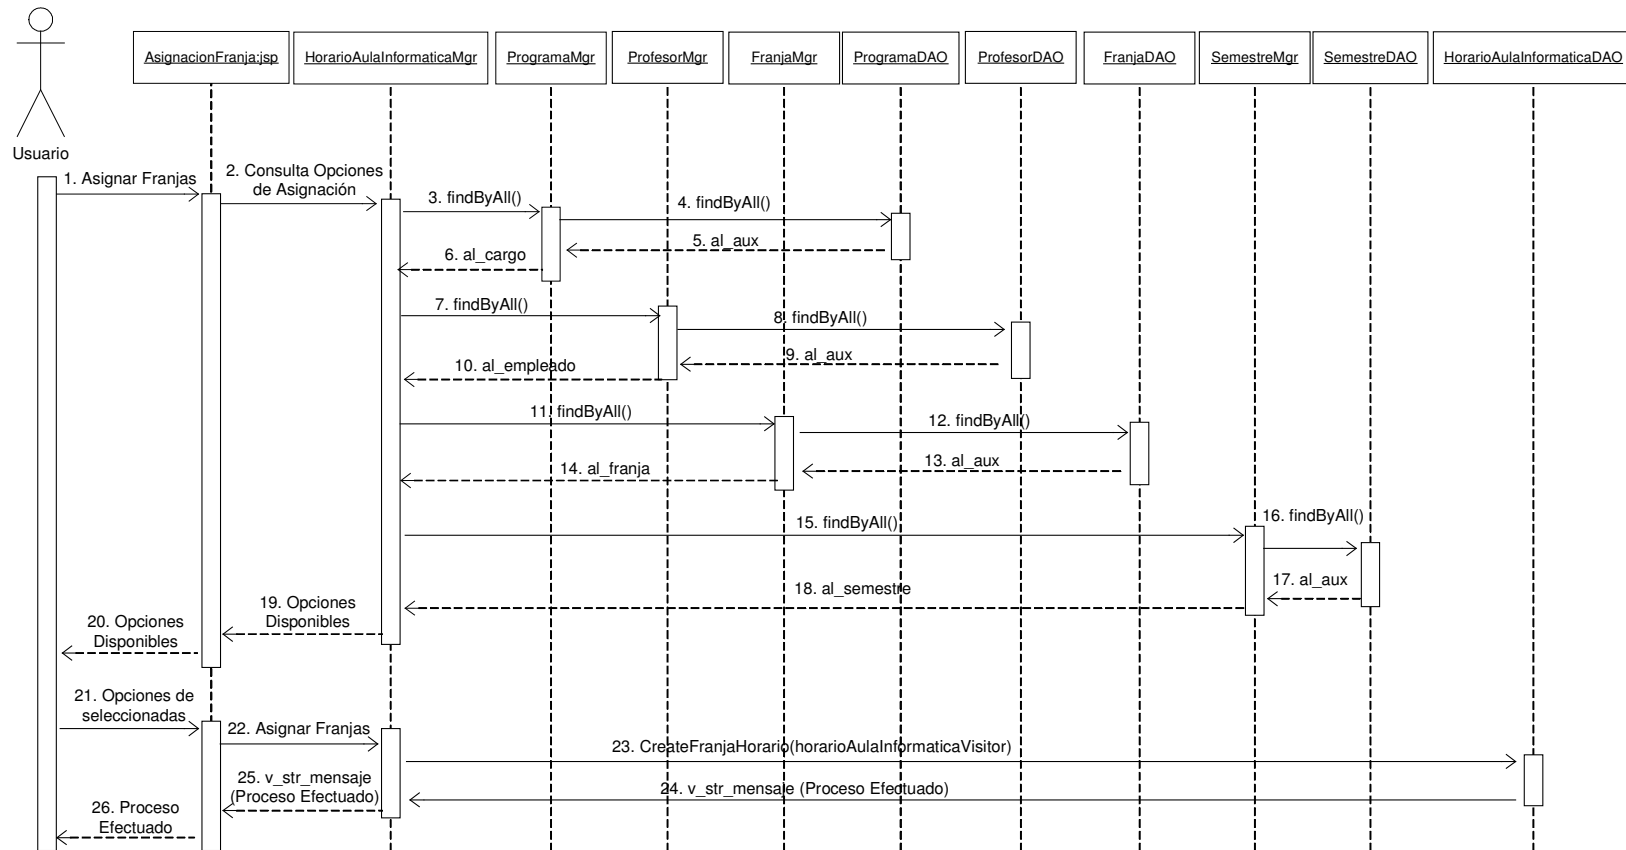 AsignacionFranja:jsp
HorarioAulaInformaticaMgr
ProgramaMgr
ProfesorMgr
FranjaMgr
ProgramaDAO
ProfesorDAO
FranjaDAO
SemestreMgr
SemestreDAO
HorarioAulaInformaticaDAO
Usuario
1. Asignar Franjas
2. Consulta Opciones
de Asignación
3. findByAll()
4. findByAll()
5. al_aux
6. al_cargo
7. findByAll()
8. findByAll()
9. al_aux
10. al_empleado
11. findByAll()
12. findByAll()
13. al_aux
14. al_franja
15. findByAll()
16. findByAll()
17. al_aux
18. al_semestre
19. Opciones
Disponibles
20. Opciones
Disponibles
21. Opciones de
seleccionadas
22. Asignar Franjas
23. CreateFranjaHorario(horarioAulaInformaticaVisitor)
24. v_str_mensaje (Proceso Efectuado)
25. v_str_mensaje
(Proceso Efectuado)
26. Proceso
Efectuado